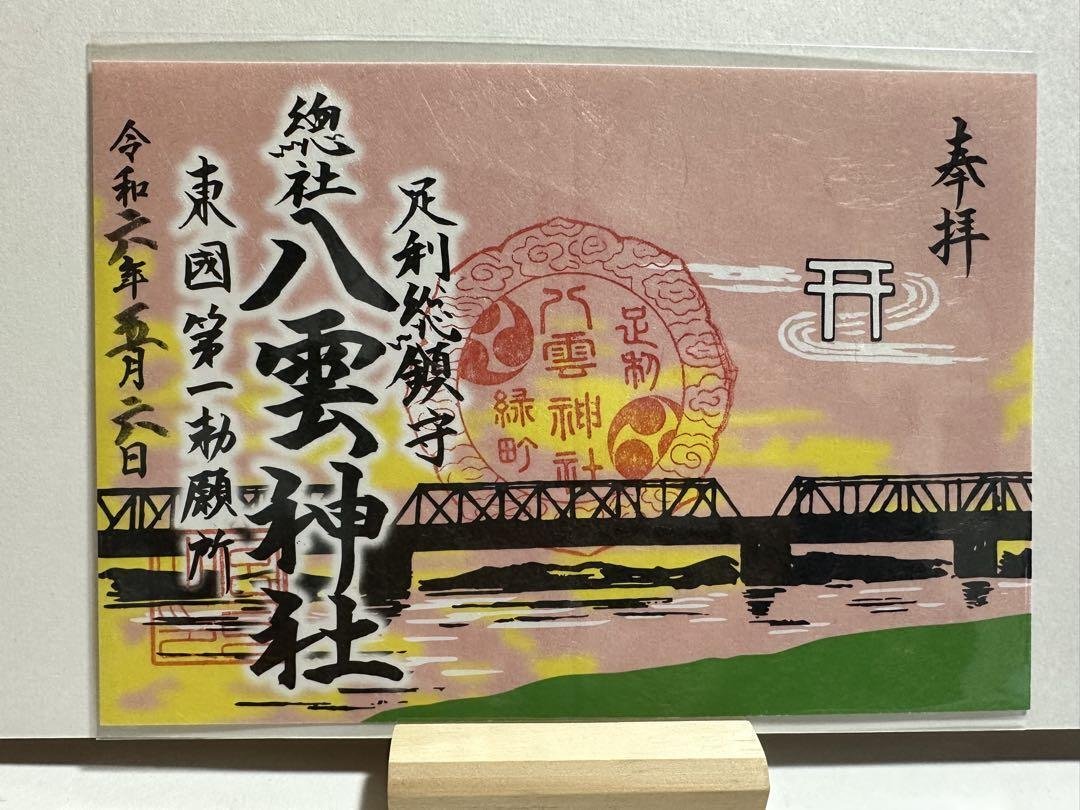 奉拝
足利総鎮守
總社
八雲神社
東國第一勅願所
令和六年五月六日
足利
八雲神社
緑町